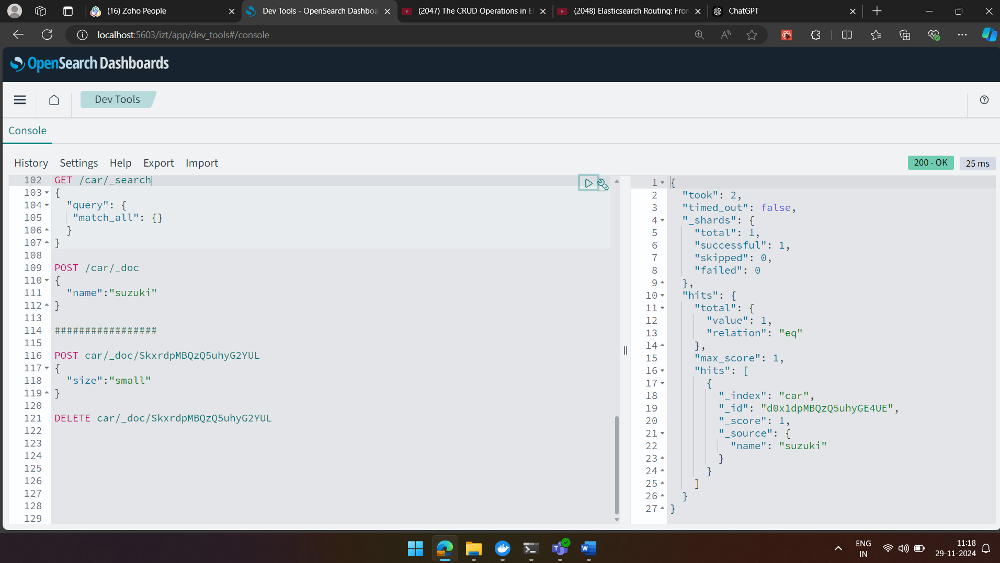 (16) Zoho People
Dev Tools - OpenSearch Dashboa
(2047) The CRUD Operations in El
(2048) Elasticsearch Routing: Fron
ChatGPT
localhost:5603/izt/app/dev_tools#/console
OpenSearch Dashboards
Dev Tools
Console
History Settings Help Export Import
200 - OK
25 ms
102 GET /car/_search
103 {
104 "query": {
105 "match_all": {}
106 }
107 }
108
109 POST /car/_doc
110 {
111 "name":"suzuki"
112 }
113
114 #################
115
116 POST car/_doc/SkxrdpMBQzQ5uhyG2YUL
117 {
118 "size":"small"
119 }
120
121 DELETE car/_doc/SkxrdpMBQzQ5uhyG2YUL
122
123
124
125
126
127
128
129
1 {
2 "took": 2,
3 "timed_out": false,
4 "_shards": {
5 "total": 1,
6 "successful": 1,
7 "skipped": 0,
8 "failed": 0
9 },
10 "hits": {
11 "total": {
12 "value": 1,
13 "relation": "eq"
14 },
15 "max_score": 1,
16 "hits": [
17 {
18 "_index": "car",
19 "_id": "d0x1dpMBQzQ5uhyGE4UE",
20 "_score": 1,
21 "_source": {
22 "name": "suzuki"
23 }
24 }
25 ]
26 }
27 }
ENG
IN
11:18
29-11-2024